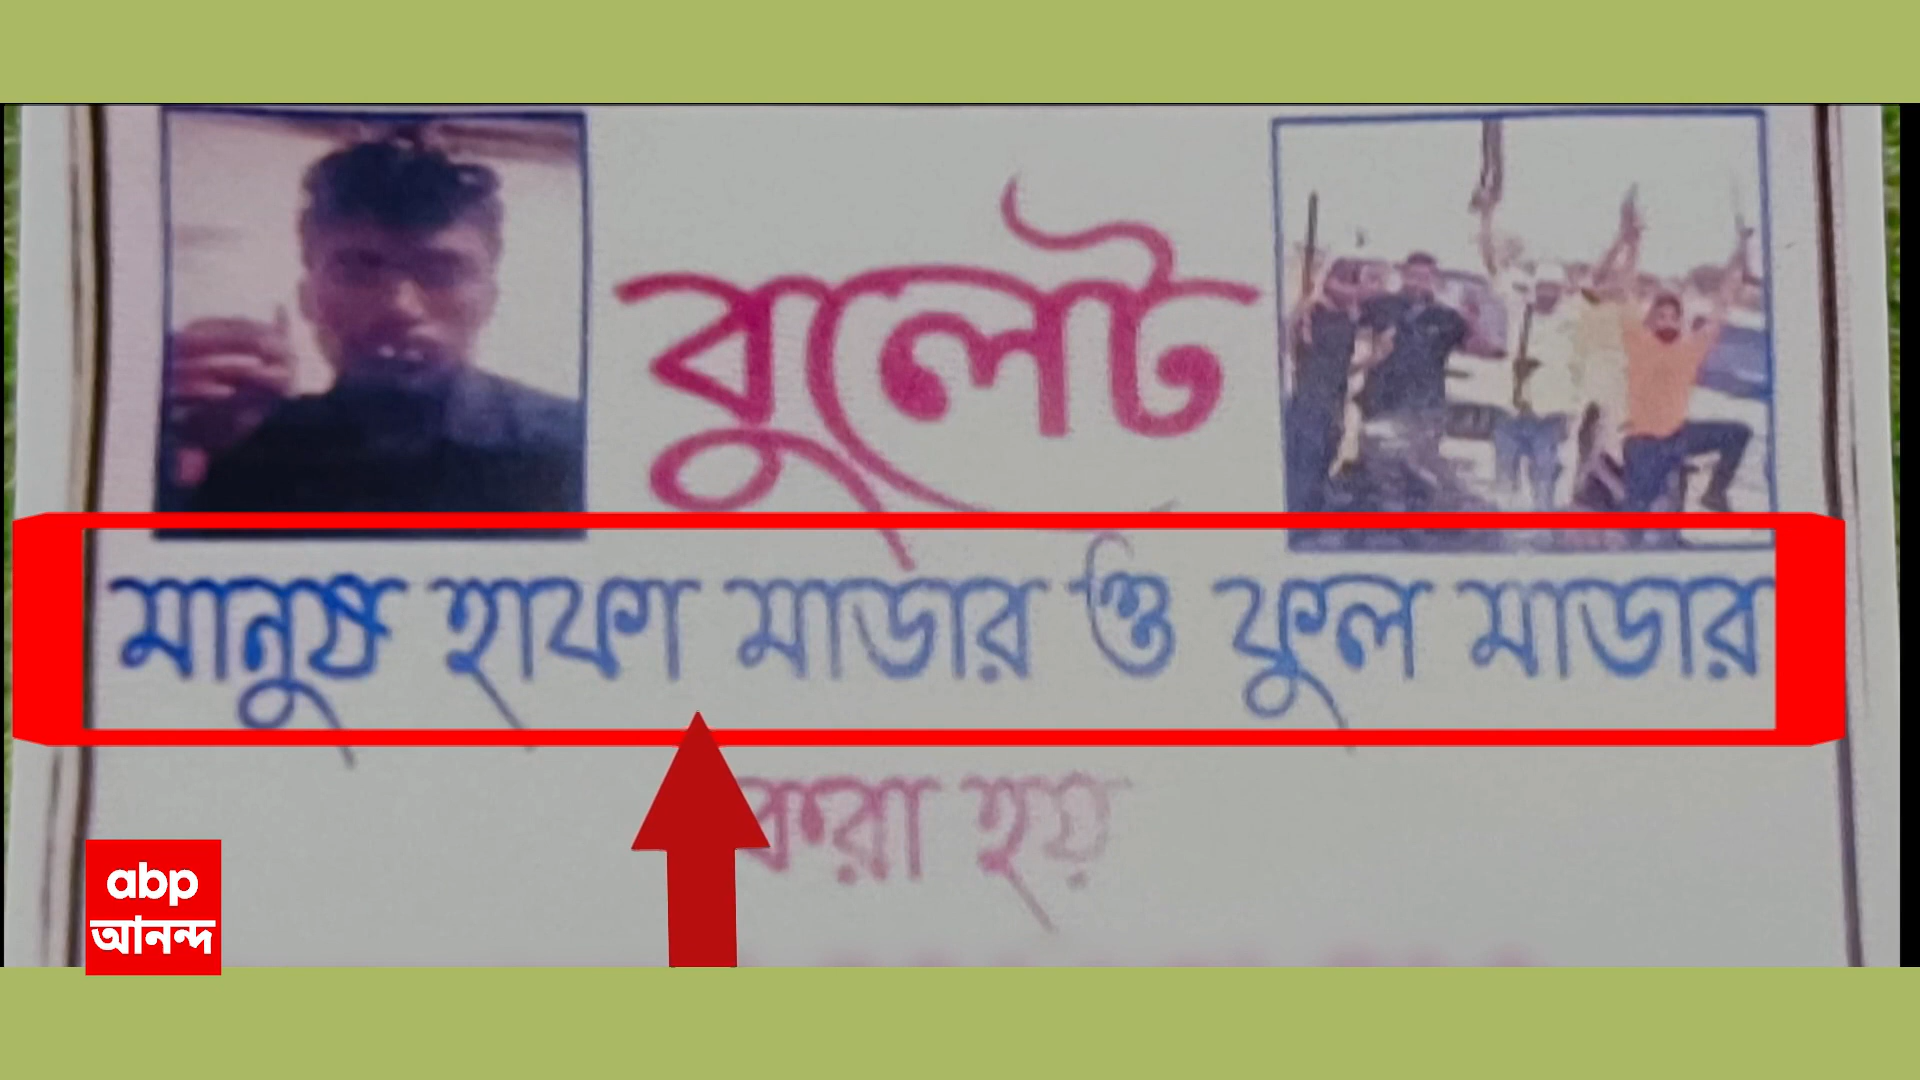 বুলেট
মানুষ হাফা মাডার ও ফুল মাডার
করা হয়
abp
আনন্দ